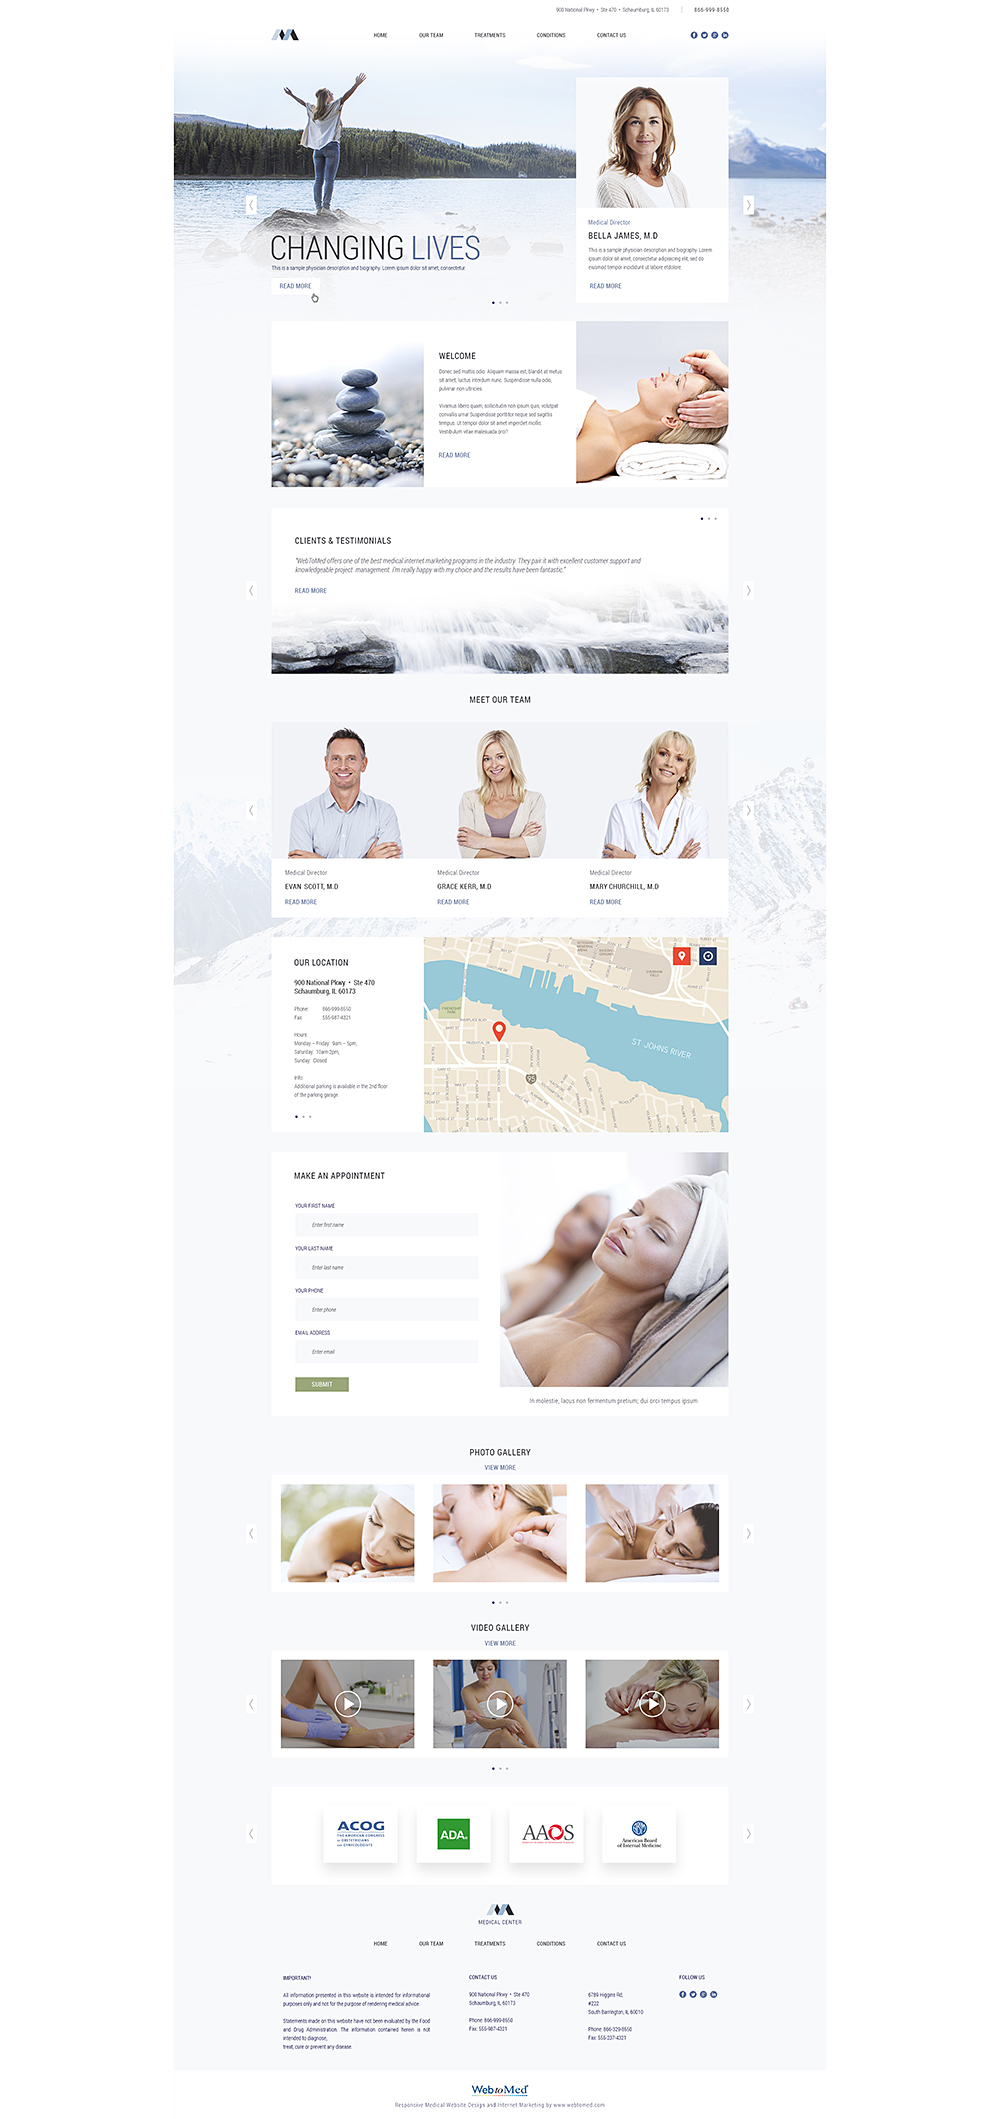 900 National Pkwy • Ste 470 • Schaumburg, IL 60173 | 866-999-8550
HOME OUR TEAM TREATMENTS CONDITIONS CONTACT US
CHANGING LIVES
This is a sample physician description and biography. Lorem ipsum dolor sit amet, consectetur
READ MORE
Medical Director
BELLA JAMES, M.D
This is a sample physician description and biography. Lorem
ipsum dolor sit amet, consectetur adipisicing elit, sed do
eiusmod tempor incididunt ut labore et dolore.
READ MORE
WELCOME
Donec sed mattis odio. Aliquam massa est, blandit at metus
sit amet, luctus interdum nunc. Suspendisse nulla odio,
pulvinar non ultricies.
Vivamus libero quam, sollicitudin non ipsum quis, volutpat
convallis urna! Suspendisse porttitor neque sed sagittis
tempus. Ut tempor dolor sit amet imperdiet mollis.
Vestibulum vitae malesuada orci?
READ MORE
CLIENTS & TESTIMONIALS
"WebToMed offers one of the best medical internet marketing programs in the industry. They pair it with excellent customer support and
knowledgeable project management. I'm really happy with my choice and the results have been fantastic."
READ MORE
MEET OUR TEAM
Medical Director
EVAN SCOTT, M.D
READ MORE
Medical Director
GRACE KERR, M.D
READ MORE
Medical Director
MARY CHURCHILL, M.D
READ MORE
OUR LOCATION
900 National Pkwy • Ste 470
Schaumburg, IL 60173
Phone: 866-999-8550
Fax: 555-987-4321
Hours:
Monday – Friday: 9am – 5pm,
Saturday: 10am-2pm,
Sunday: Closed
Info:
Additional parking is available in the 2nd floor
of the parking garage.
FRIENDSHIP
PARK
ST JOHNS RIVER
95
MAKE AN APPOINTMENT
YOUR FIRST NAME
Enter first name
YOUR LAST NAME
Enter last name
YOUR PHONE
Enter phone
EMAIL ADDRESS
Enter email
SUBMIT
In molestie, lacus non fermentum pretium; dui orci tempus ipsum
PHOTO GALLERY
VIEW MORE
VIDEO GALLERY
VIEW MORE
ACOG
THE AMERICAN CONGRESS
OF OBSTETRICIANS
AND GYNECOLOGISTS
ADA
AAOS
American Board
of Internal Medicine
MEDICAL CENTER
HOME OUR TEAM TREATMENTS CONDITIONS CONTACT US
IMPORTANT!
All information presented in this website is intended for informational
purposes only and not for the purpose of rendering medical advice.
Statements made on this website have not been evaluated by the Food
and Drug Administration. The information contained herein is not
intended to diagnose,
treat, cure or prevent any disease.
CONTACT US
900 National Pkwy • Ste 470
Schaumburg, IL, 60173
Phone: 866-999-8550
Fax: 555-987-4321
6789 Higgins Rd,
#222
South Barrington, IL, 60010
Phone: 866-329-8550
Fax: 555-237-4321
FOLLOW US
WebtoMed
Responsive Medical Website Design and Internet Marketing by www.webtomed.com